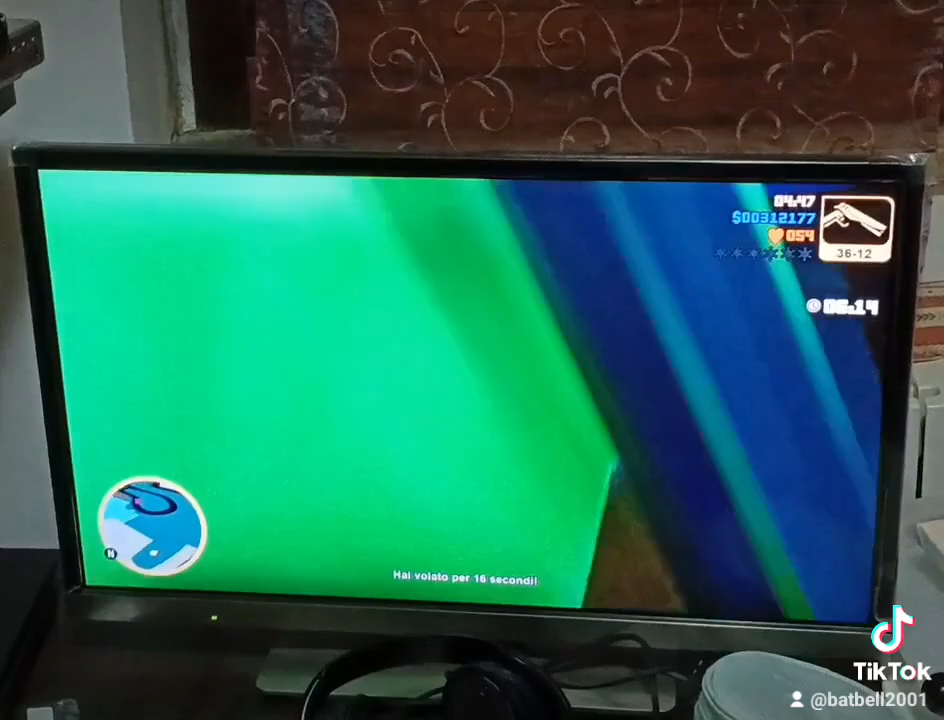 04:47
$00312177
054
36-12
06:14
N
Hai volato per 16 secondi!
TikTok
@batbell2001